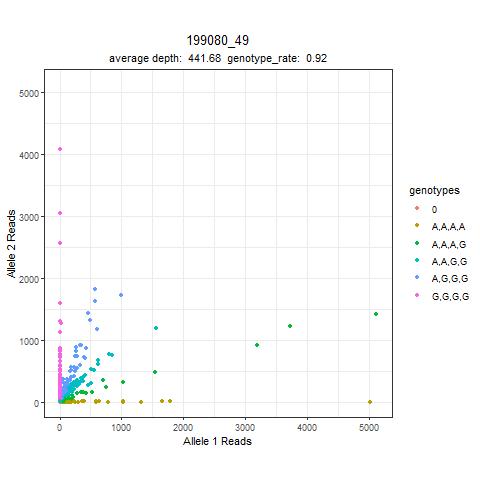 199080_49
average depth:  441.68  genotype_rate:  0.92
5000
4000
3000
2000
1000
0
Allele 2 Reads
0 1000 2000 3000 4000 5000
Allele 1 Reads
genotypes
0
A,A,A,A
A,A,A,G
A,A,G,G
A,G,G,G
G,G,G,G